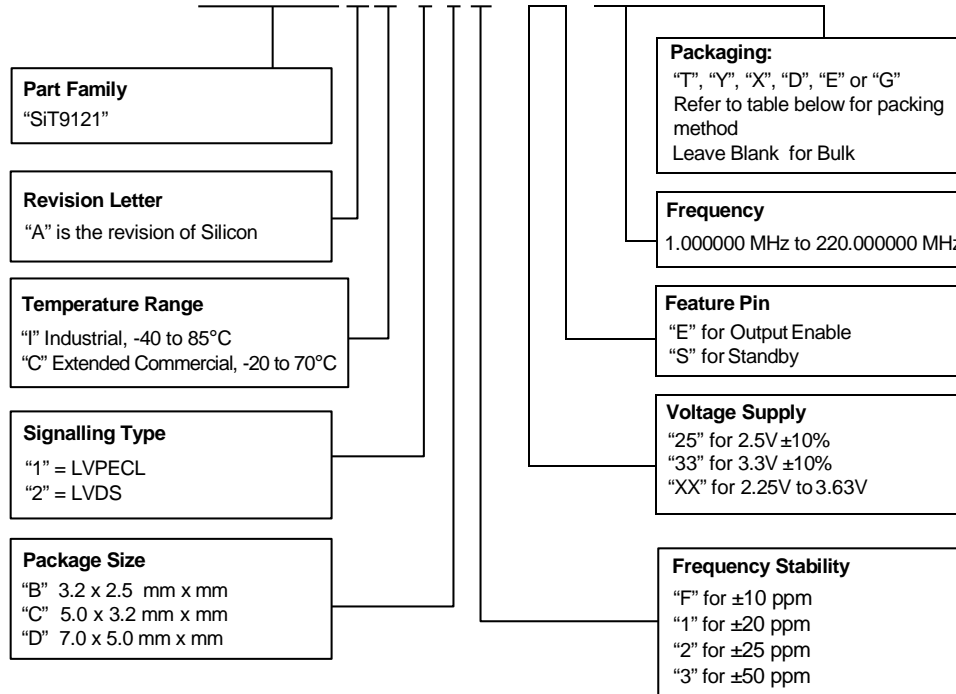 Part Family
“SiT9121”
Revision Letter
“A” is the revision of Silicon
Temperature Range
“I” Industrial, -40 to 85°C
“C” Extended Commercial, -20 to 70°C
Signalling Type
“1” = LVPECL
“2” = LVDS
Package Size
“B” 3.2 x 2.5 mm x mm
“C” 5.0 x 3.2 mm x mm
“D” 7.0 x 5.0 mm x mm
Packaging:
“T”, “Y”, “X”, “D”, “E” or “G”
Refer to table below for packing
method
Leave Blank for Bulk
Frequency
1.000000 MHz to 220.000000 MHz
Feature Pin
“E” for Output Enable
“S” for Standby
Voltage Supply
“25” for 2.5V ±10%
“33” for 3.3V ±10%
“XX” for 2.25V to 3.63V
Frequency Stability
“F” for ±10 ppm
“1” for ±20 ppm
“2” for ±25 ppm
“3” for ±50 ppm